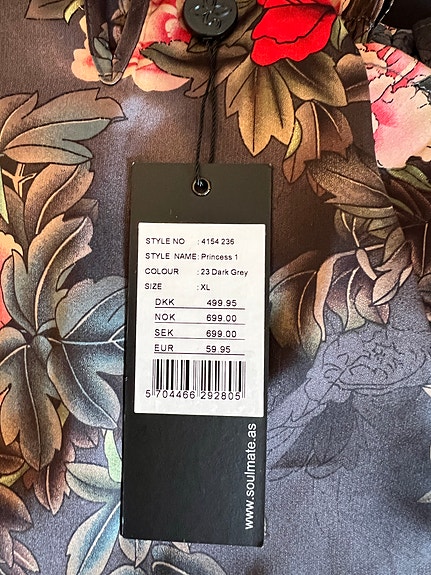 STYLE NO : 4154 236
STYLE NAME: Princess 1
COLOUR : 23 Dark Grey
SIZE : XL
DKK 499.95
NOK 699.00
SEK 699.00
EUR 59.95
5 704466 292805
www.soulmate.as